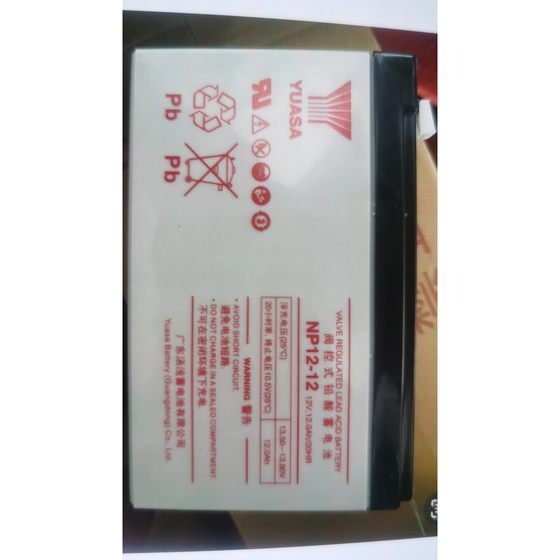 YUASA
Pb
Pb
VALVE REGULATED LEAD ACID BATTERY
阀控式铅酸蓄电池
NP12-12 12V,12.0Ah/20HR
浮充电压(25°C) 13.50~13.80V
20小时率, 终止电压10.5V(25°C) 12.0Ah
WARNING 警告
• AVOID SHORT CIRCUIT.
避免电池短路
• DO NOT CHARGE IN A SEALED COMPARTMENT.
不可在密闭环境下充电.
广东汤浅蓄电池有限公司
Yuasa Battery (Guangdong) Co., Ltd.